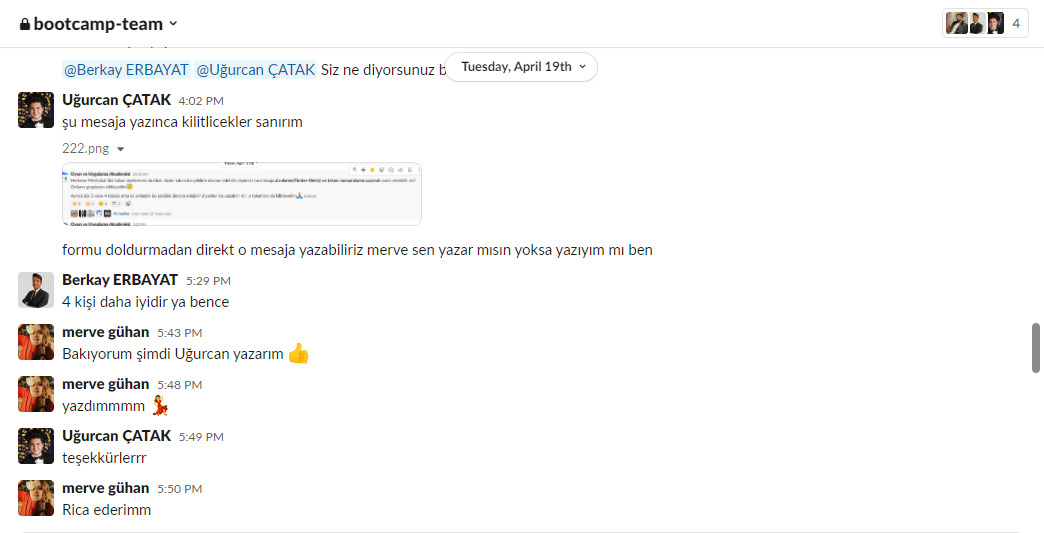 bootcamp-team
4
@Berkay ERBAYAT @Uğurcan ÇATAK Siz ne diyorsunuz b
Tuesday, April 19th
Uğurcan ÇATAK 4:02 PM
şu mesaja yazınca kilitlicekler sanırım
222.png
Oyun ve Uygulama Akademisi
formu doldurmadan direkt o mesaja yazabiliriz merve sen yazar mısın yoksa yazıyım mı ben
Berkay ERBAYAT 5:29 PM
4 kişi daha iyidir ya bence
merve gühan 5:43 PM
Bakıyorum şimdi Uğurcan yazarım 👍
merve gühan 5:48 PM
yazdımmmm 💃
Uğurcan ÇATAK 5:49 PM
teşekkürlerrr
merve gühan 5:50 PM
Rica ederimm